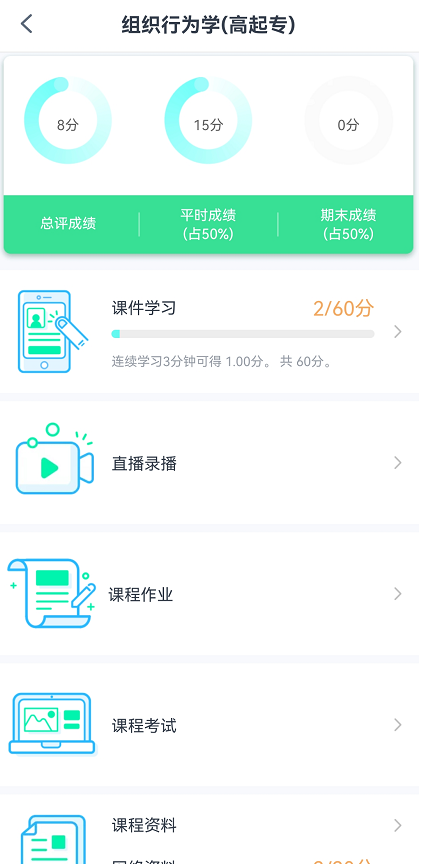 组织行为学(高起专)
8分
15分
0分
总评成绩
平时成绩
(占50%)
期末成绩
(占50%)
课件学习
2/60分
连续学习3分钟可得 1.00分。 共 60分。
直播录播
课程作业
课程考试
课程资料